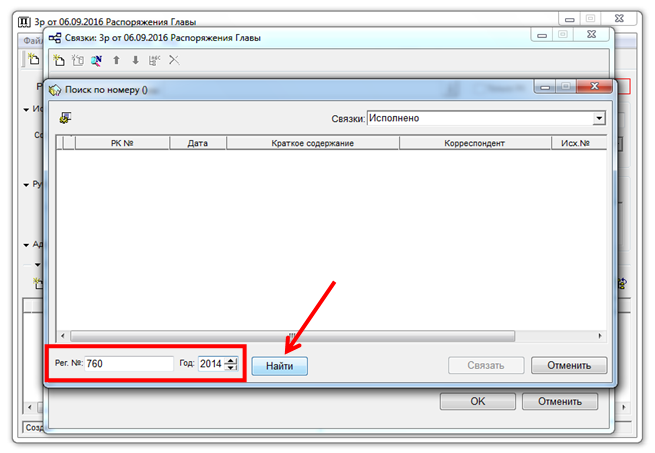 3р от 06.09.2016 Распоряжения Главы
Связки: 3р от 06.09.2016 Распоряжения Главы
Поиск по номеру ()
Связки: Исполнено
РК № Дата Краткое содержание Корреспондент Исх.№
Рег. №: 760 Год: 2014 Найти Связать Отменить
OK Отменить